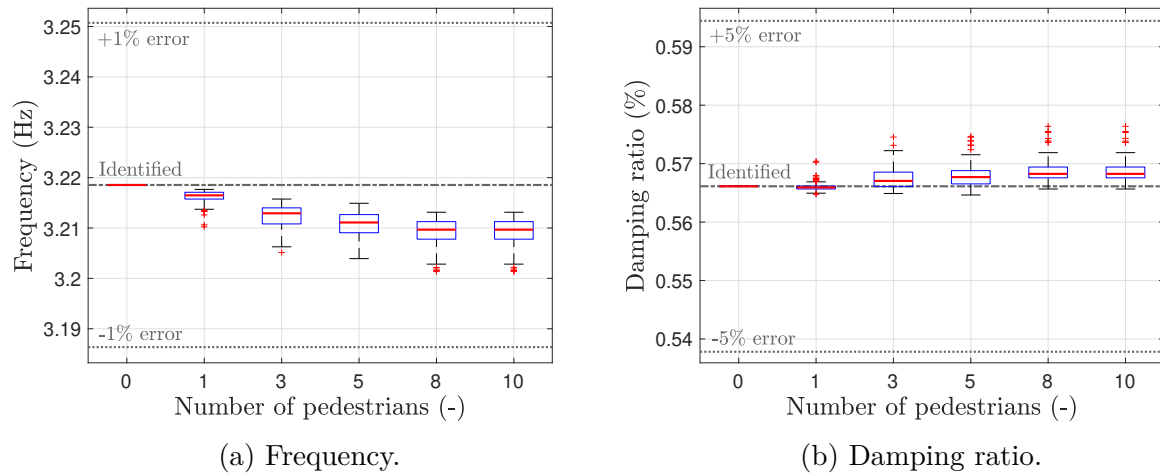 3.25
+1% error
3.24
3.23
Identified
3.22
3.21
3.2
3.19
-1% error
Frequency (Hz)
0 1 3 5 8 10
Number of pedestrians (-)
(a) Frequency.
+5% error
0.59
0.58
Identified
0.57
0.56
0.55
-5% error
0.54
Damping ratio (%)
0 1 3 5 8 10
Number of pedestrians (-)
(b) Damping ratio.